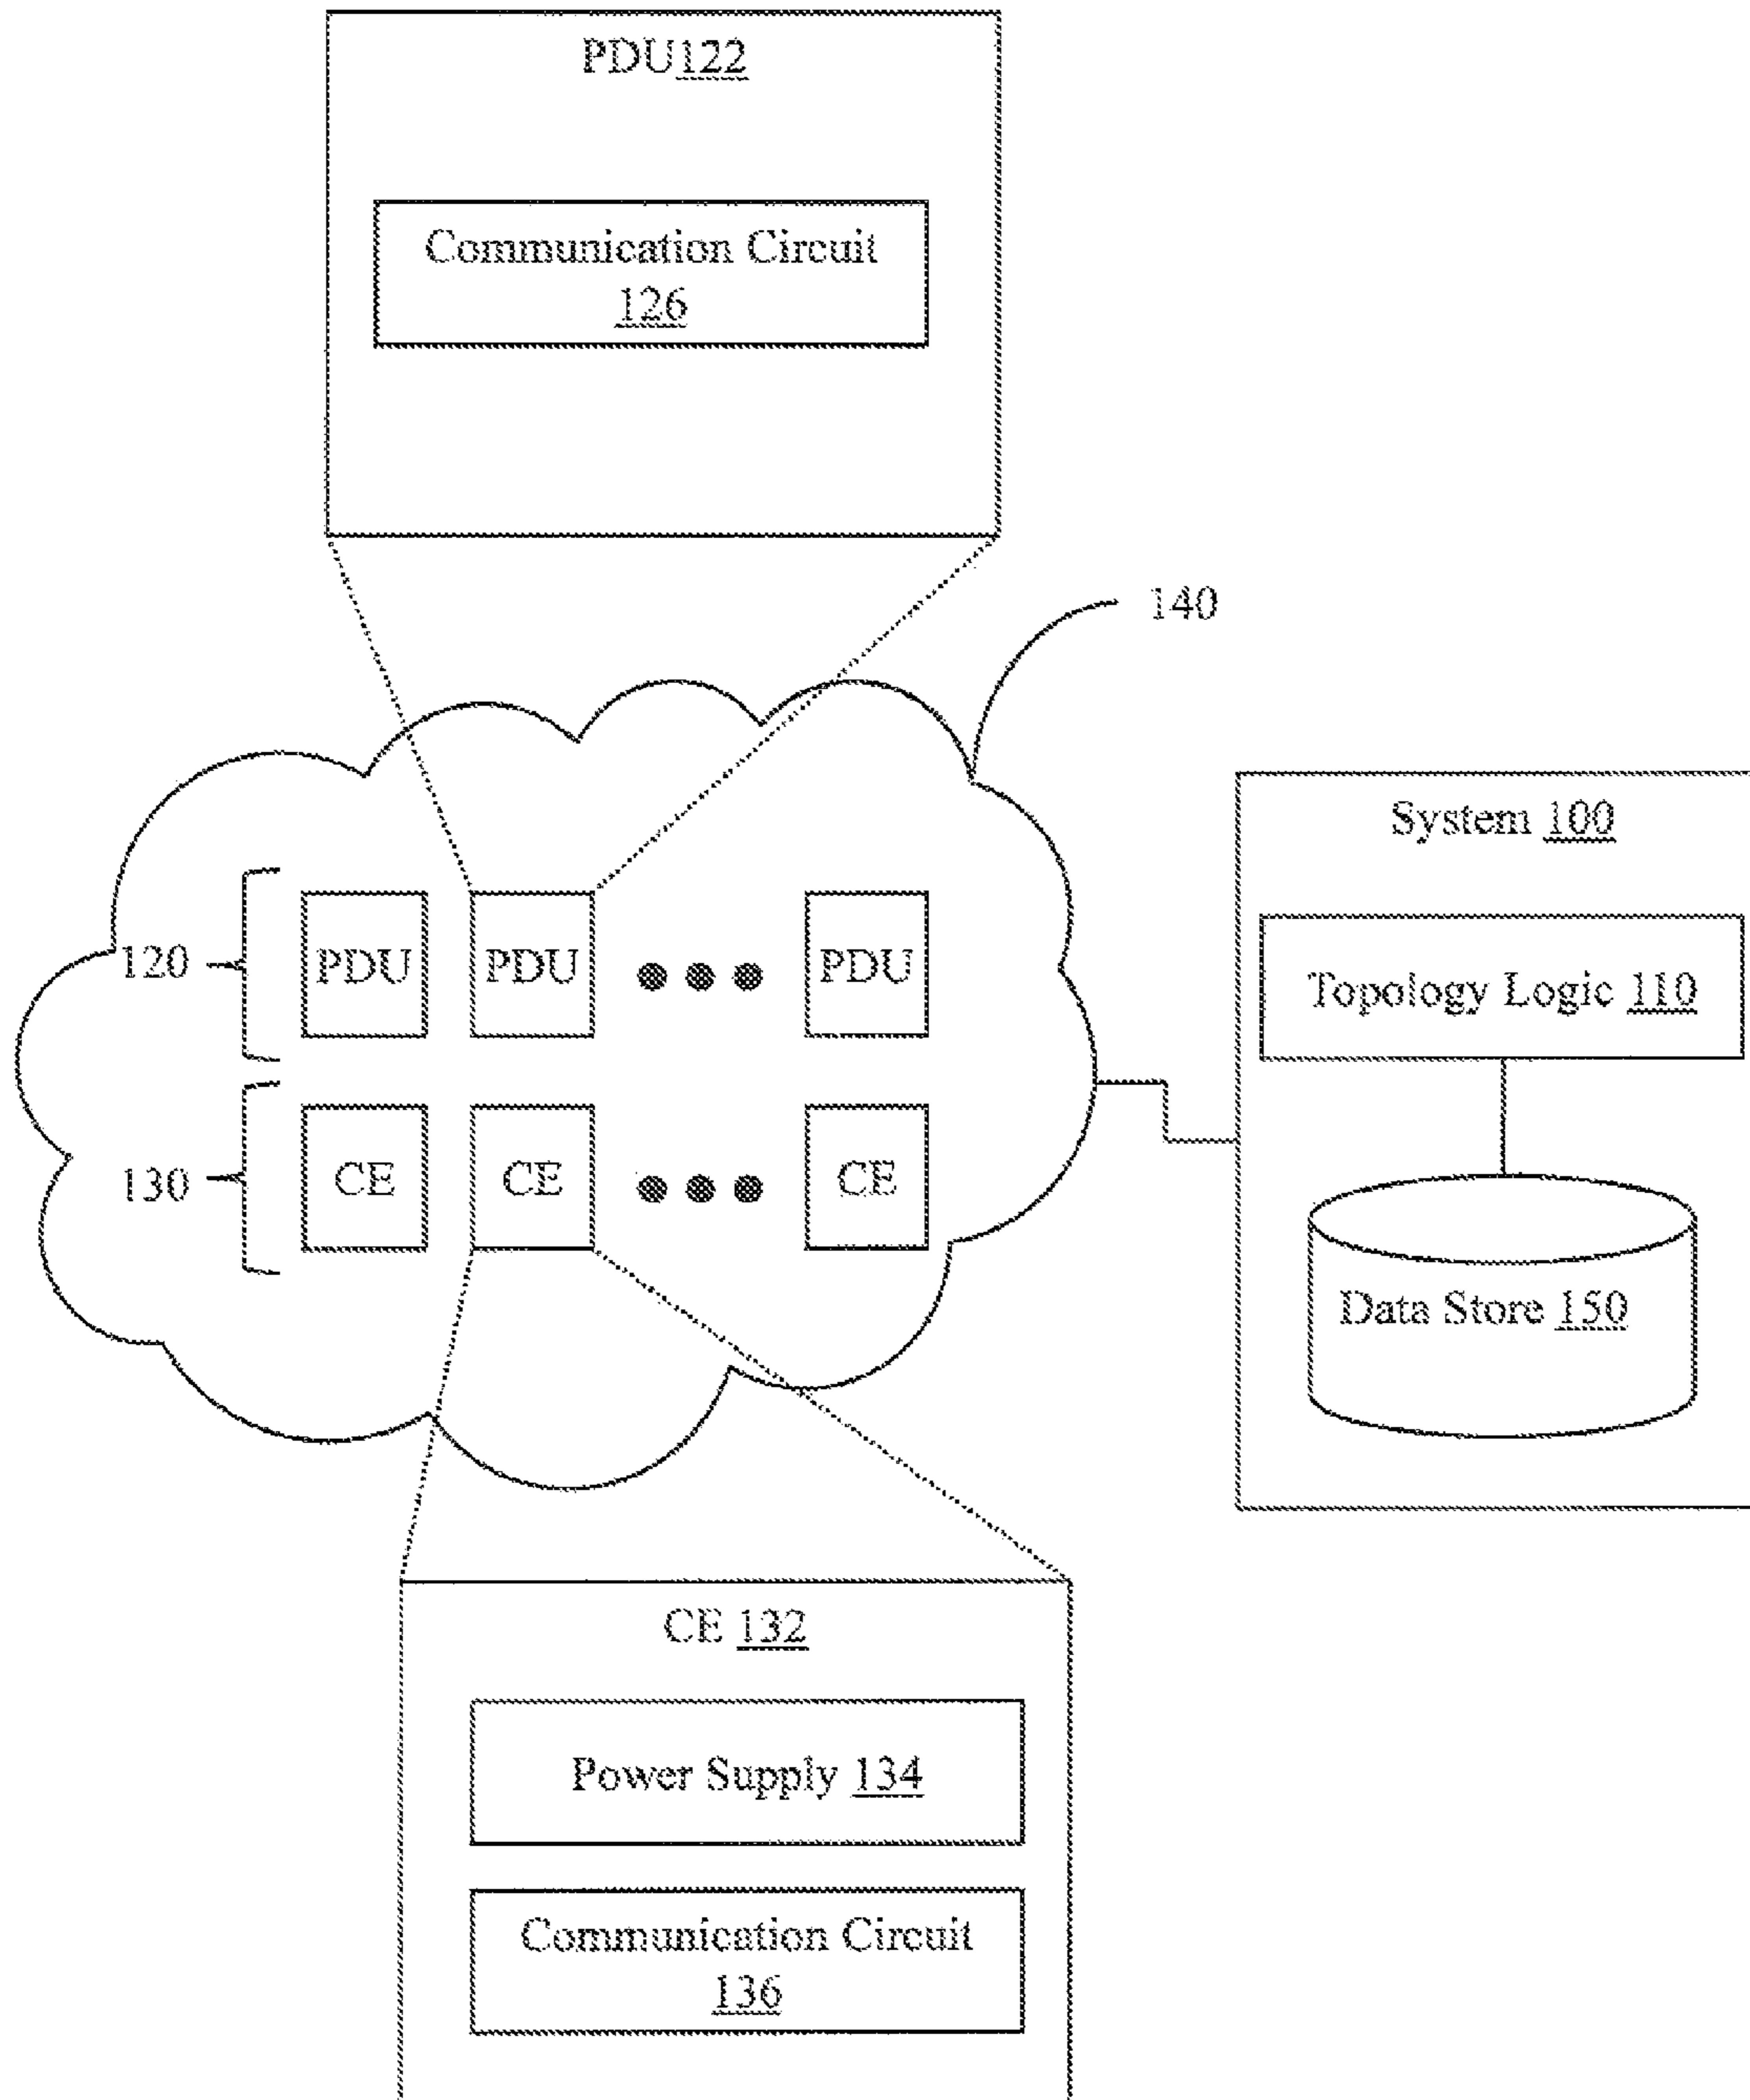 PDU122
Communication Circuit
126
140
System 100
Topology Logic 110
Data Store 150
120
PDU
PDU
PDU
130
CE
CE
CE
CE 132
Power Supply 134
Communication Circuit
136